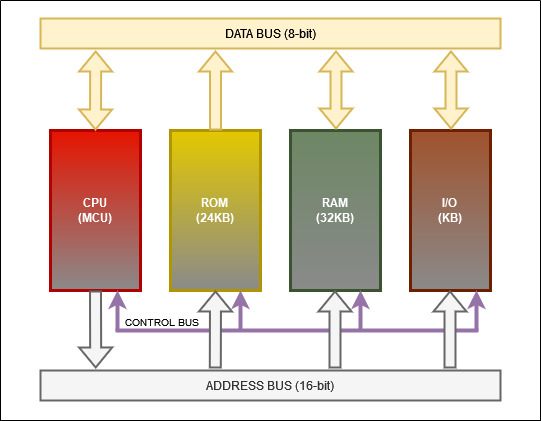 DATA BUS (8-bit)
CPU
(MCU)
ROM
(24KB)
RAM
(32KB)
I/O
(KB)
CONTROL BUS
ADDRESS BUS (16-bit)